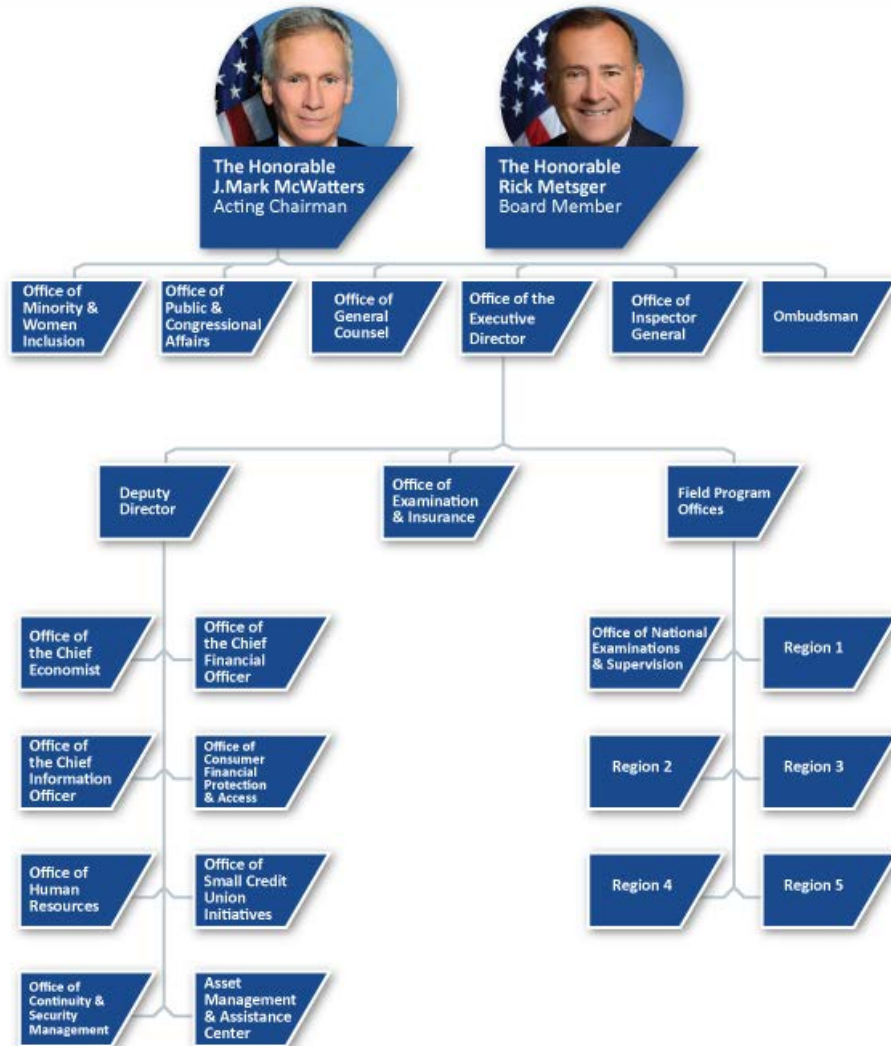 The Honorable
J.Mark McWatters
Acting Chairman
The Honorable
Rick Metsger
Board Member
Office of
Minority &
Women
Inclusion
Office of
Public &
Congressional
Affairs
Office of
General
Counsel
Office of the
Executive
Director
Office of
Inspector
General
Ombudsman
Deputy
Director
Office of
Examination
& Insurance
Field Program
Offices
Office of
the Chief
Economist
Office of
the Chief
Financial
Officer
Office of National
Examinations
& Supervision
Region 1
Office of
the Chief
Information
Officer
Office of
Consumer
Financial
Protection
& Access
Region 2
Region 3
Office of
Human
Resources
Office of
Small Credit
Union
Initiatives
Region 4
Region 5
Office of
Continuity &
Security
Management
Asset
Management
& Assistance
Center